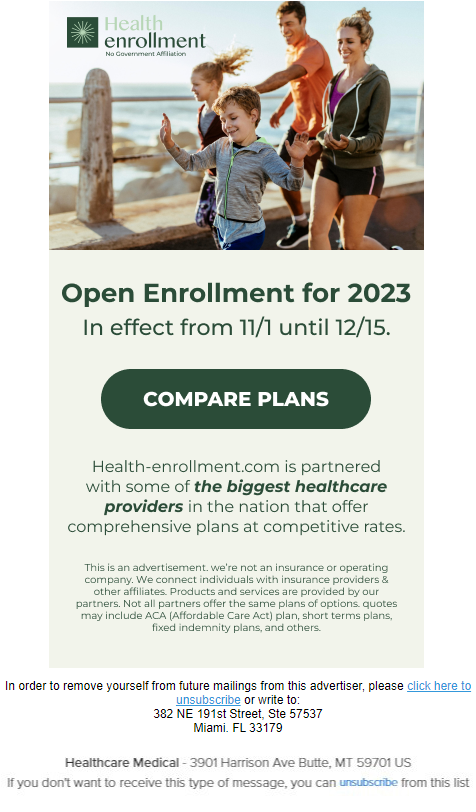 Health
enrollment
No Government Affiliation
Open Enrollment for 2023
In effect from 11/1 until 12/15.
COMPARE PLANS
Health-enrollment.com is partnered
with some of the biggest healthcare
providers in the nation that offer
comprehensive plans at competitive rates.
This is an advertisement. we're not an insurance or operating
company. We connect individuals with insurance providers &
other affiliates. Products and services are provided by our
partners. Not all partners offer the same plans of options. quotes
may include ACA (Affordable Care Act) plan, short terms plans,
fixed indemnity plans, and others.
In order to remove yourself from future mailings from this advertiser, please click here to
unsubscribe or write to:
382 NE 191st Street, Ste 57537
Miami. FL 33179
Healthcare Medical - 3901 Harrison Ave Butte, MT 59701 US
If you don't want to receive this type of message, you can unsubscribe from this list